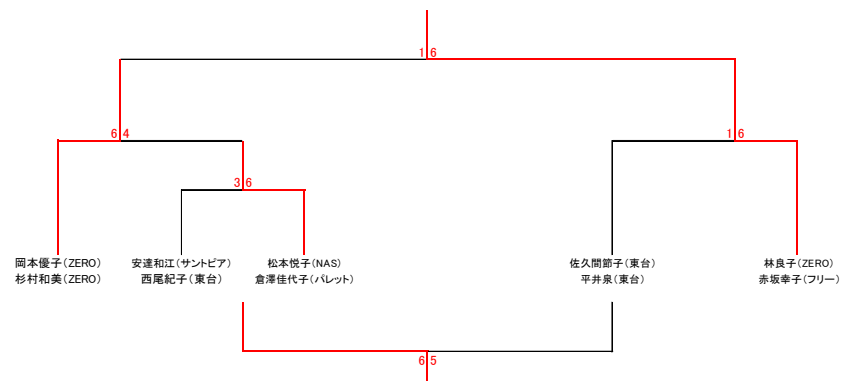 1 6
6 4
1 6
3 6
岡本優子(ZERO)
杉村和美(ZERO)
安達和江(サントピア)
西尾紀子(東台)
松本悦子(NAS)
倉澤佳代子(パレット)
佐久間節子(東台)
平井泉(東台)
林良子(ZERO)
赤坂幸子(フリー)
6 5